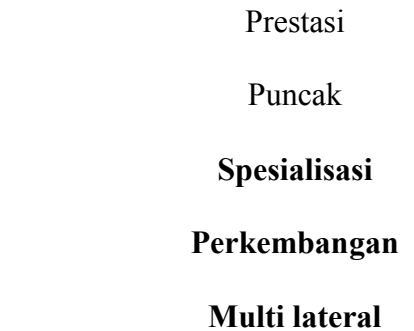 Prestasi
Puncak
Spesialisasi
Perkembangan
Multi lateral